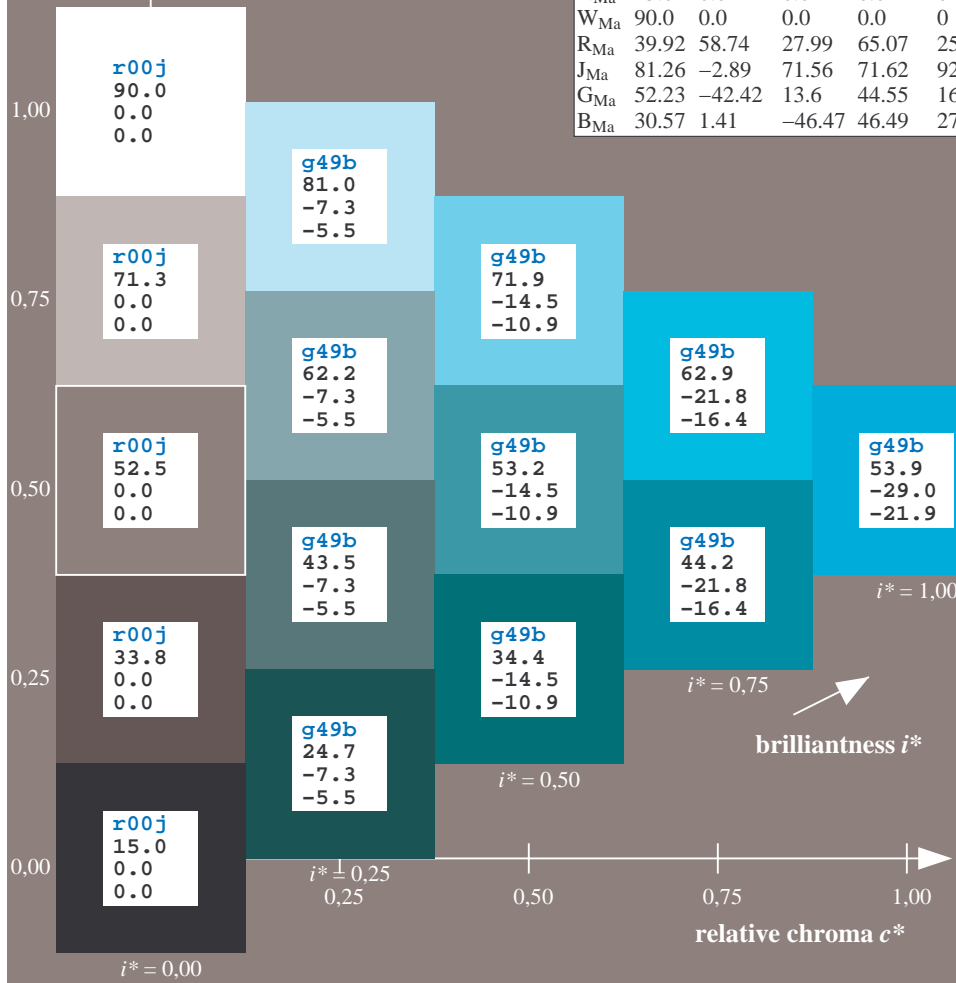 W_Ma 90.0 0.0 0.0 0.0 0
R_Ma 39.92 58.74 27.99 65.07 25
J_Ma 81.26 −2.89 71.56 71.62 92
G_Ma 52.23 −42.42 13.6 44.55 16
B_Ma 30.57 1.41 −46.47 46.49 27
1,00
r00j
90.0
0.0
0.0
g49b
81.0
-7.3
-5.5
0,75
r00j
71.3
0.0
0.0
g49b
71.9
-14.5
-10.9
g49b
62.2
-7.3
-5.5
g49b
62.9
-21.8
-16.4
0,50
r00j
52.5
0.0
0.0
g49b
53.2
-14.5
-10.9
g49b
53.9
-29.0
-21.9
i* = 1,00
g49b
43.5
-7.3
-5.5
g49b
44.2
-21.8
-16.4
i* = 0,75
0,25
r00j
33.8
0.0
0.0
g49b
34.4
-14.5
-10.9
i* = 0,50
brilliantness i*
g49b
24.7
-7.3
-5.5
i* = 0,25
0,00
r00j
15.0
0.0
0.0
i* = 0,00
0,25 0,50 0,75 1,00
relative chroma c*